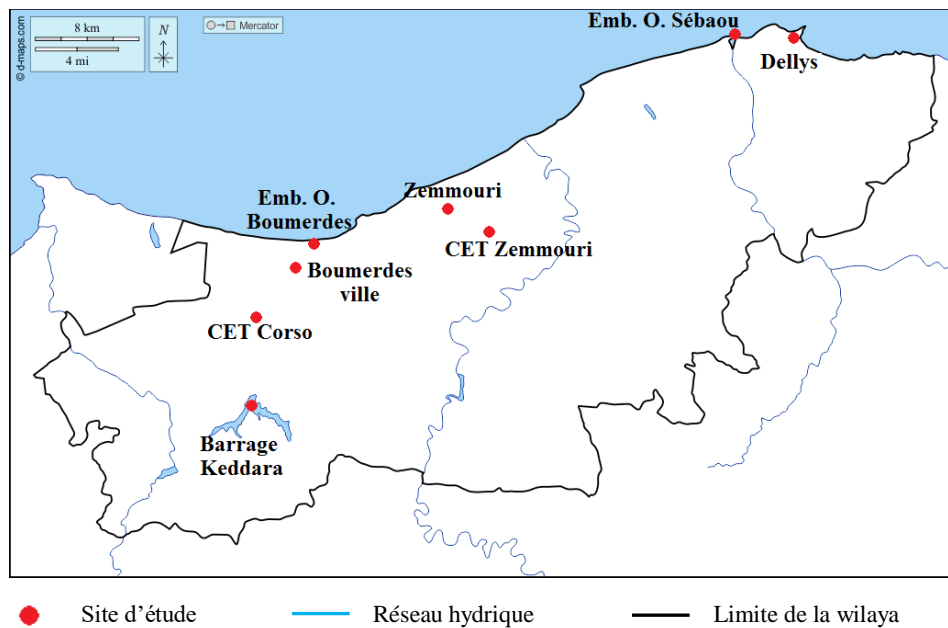 8 km
4 mi
N
Mercator
© d-maps.com
Emb. O. Sébaou
Dellys
Zemmouri
Emb. O.
Boumerdes
CET Zemmouri
Boumerdes
ville
CET Corso
Barrage
Keddara
Site d’étude
Réseau hydrique
Limite de la wilaya